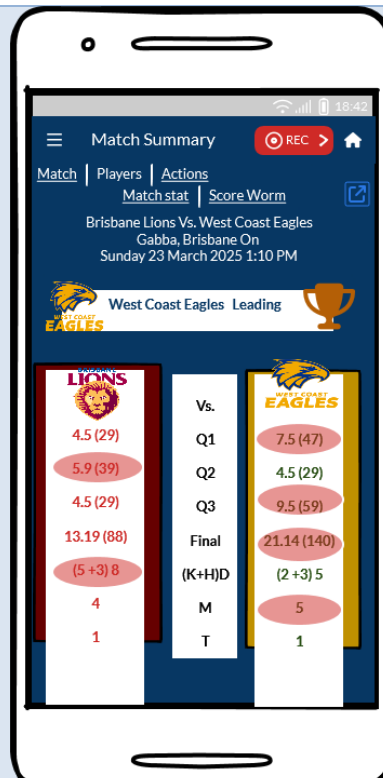 18:42
Match Summary
REC
Match Players Actions
Match stat Score Worm
Brisbane Lions Vs. West Coast Eagles
Gabba, Brisbane On
Sunday 23 March 2025 1:10 PM
WEST COAST
EAGLES
West Coast Eagles Leading
BRISBANE
LIONS
WEST COAST
EAGLES
Vs.
4.5 (29) Q1 7.5 (47)
5.9 (39) Q2 4.5 (29)
4.5 (29) Q3 9.5 (59)
13.19 (88) Final 21.14 (140)
(5 +3) 8 (K+H)D (2 +3) 5
4 M 5
1 T 1